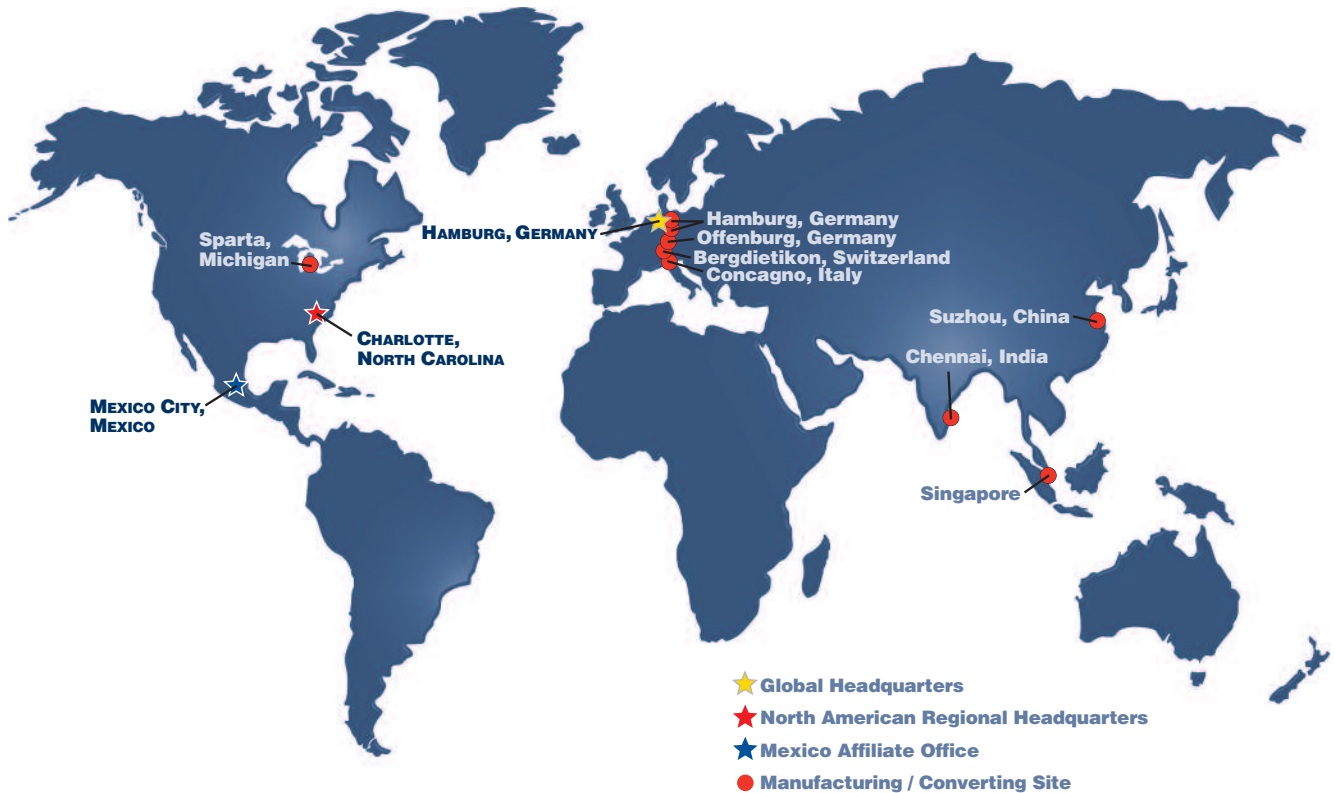 Sparta,
Michigan
HAMBURG, GERMANY
Hamburg, Germany
Offenburg, Germany
Bergdietikon, Switzerland
Concagno, Italy
CHARLOTTE,
NORTH CAROLINA
Suzhou, China
Chennai, India
MEXICO CITY,
MEXICO
Singapore
Global Headquarters
North American Regional Headquarters
Mexico Affiliate Office
Manufacturing / Converting Site